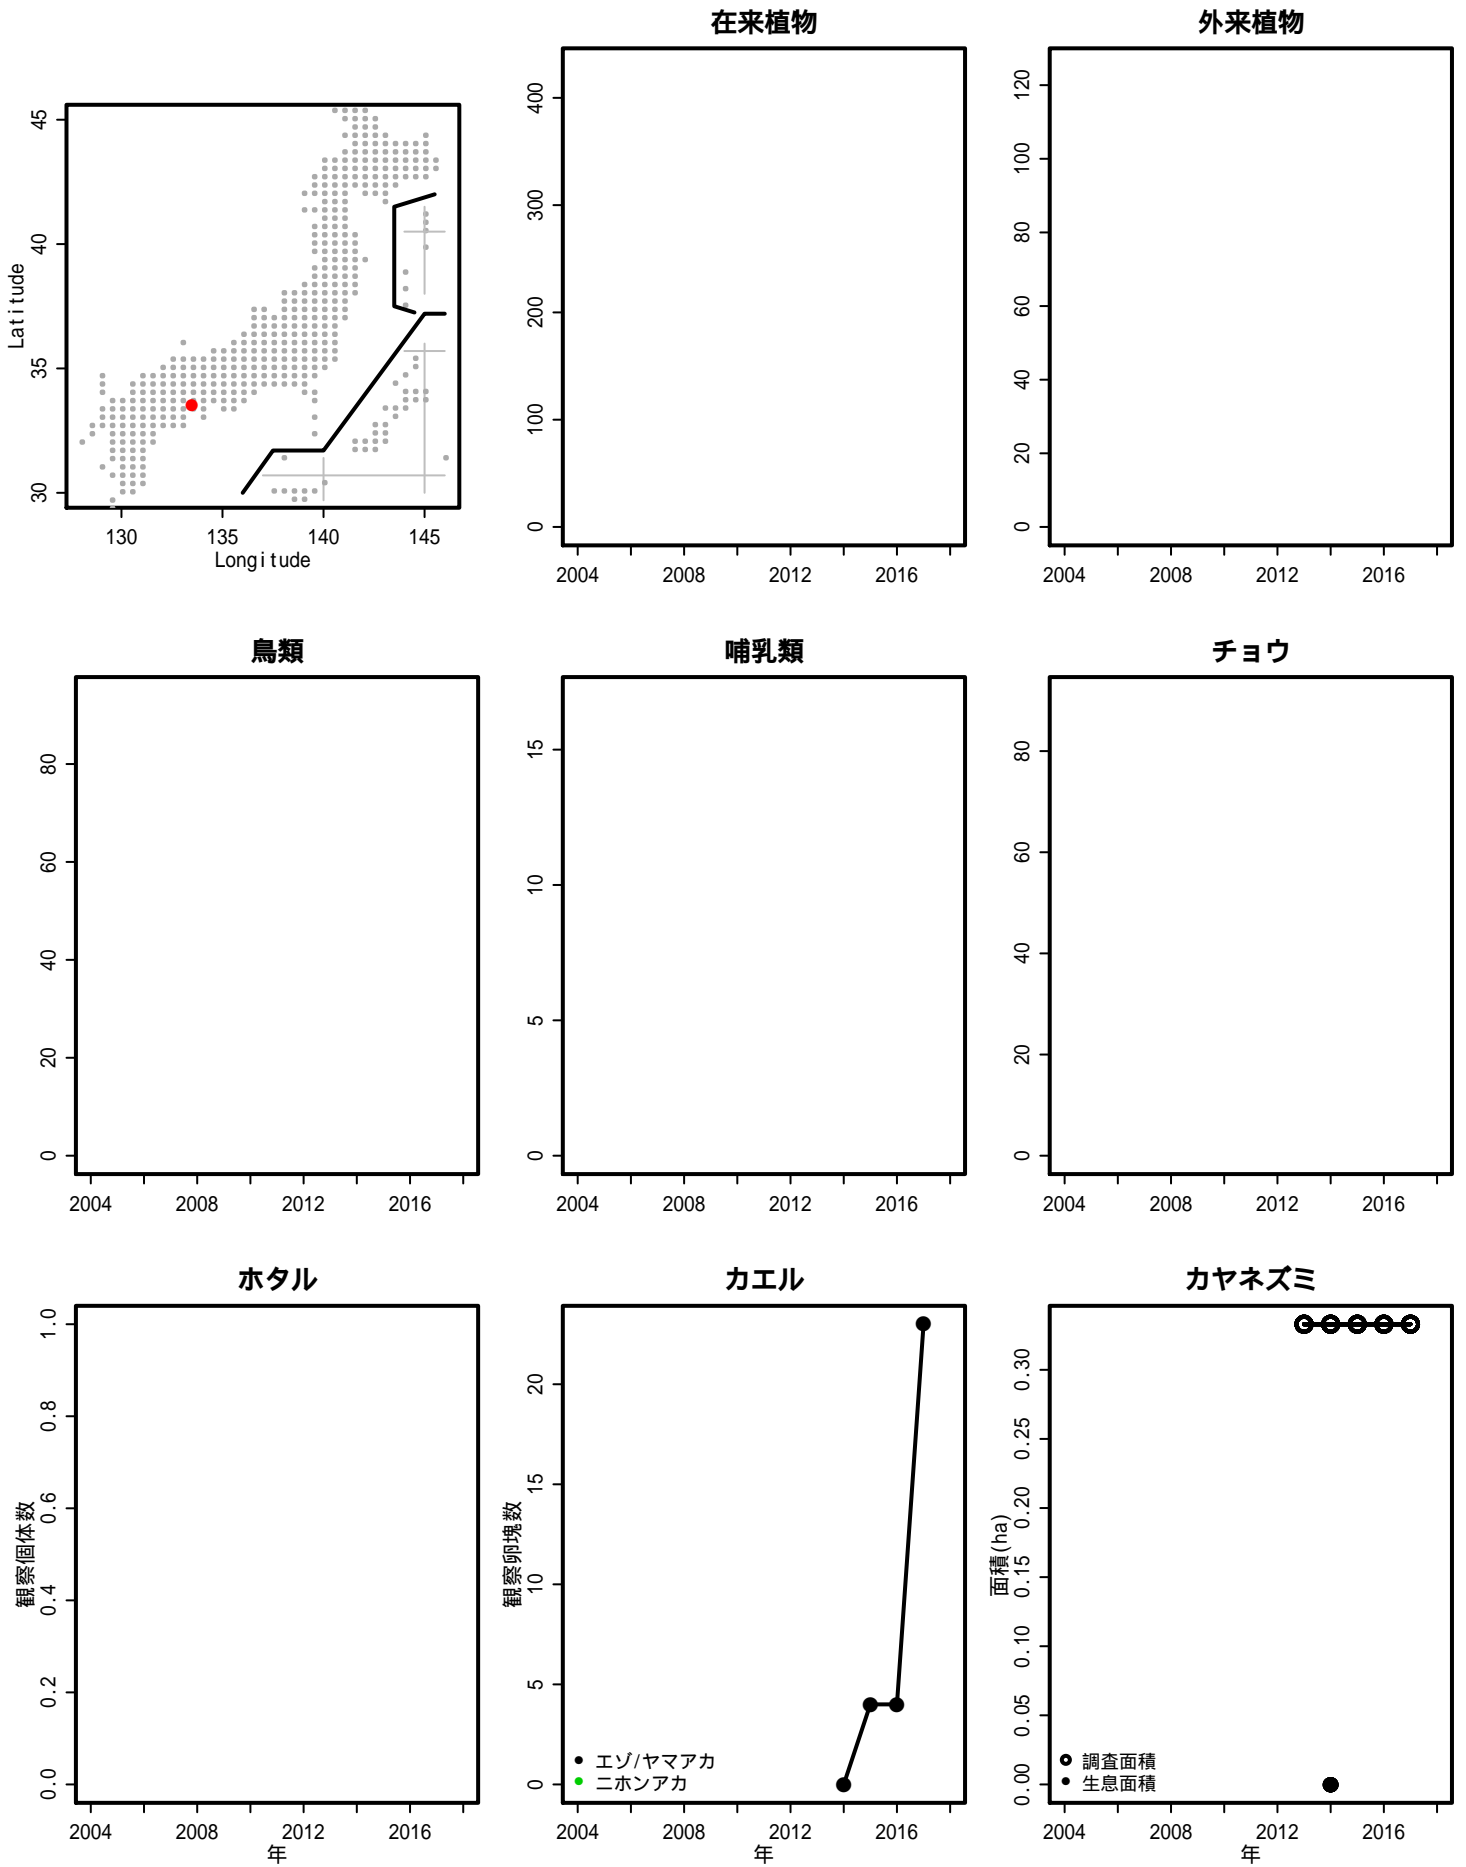 在来植物
外来植物
45
40
35
30
Latitude
130 135 140 145
Longitude
400
300
200
100
0
2004 2008 2012 2016
120
100
80
60
40
20
0
2004 2008 2012 2016
鳥類
哺乳類
チョウ
80
60
40
20
0
2004 2008 2012 2016
15
10
5
0
2004 2008 2012 2016
80
60
40
20
0
2004 2008 2012 2016
ホタル
カエル
カヤネズミ
1.0
0.8
0.6
0.4
0.2
0.0
観察個体数
2004 2008 2012 2016
年
20
15
10
5
0
観察卵塊数
エゾ/ヤマアカ
ニホンアカ
2004 2008 2012 2016
年
0.30
0.25
0.20
0.15
0.10
0.05
0.00
面積(ha)
調査面積
生息面積
2004 2008 2012 2016
年